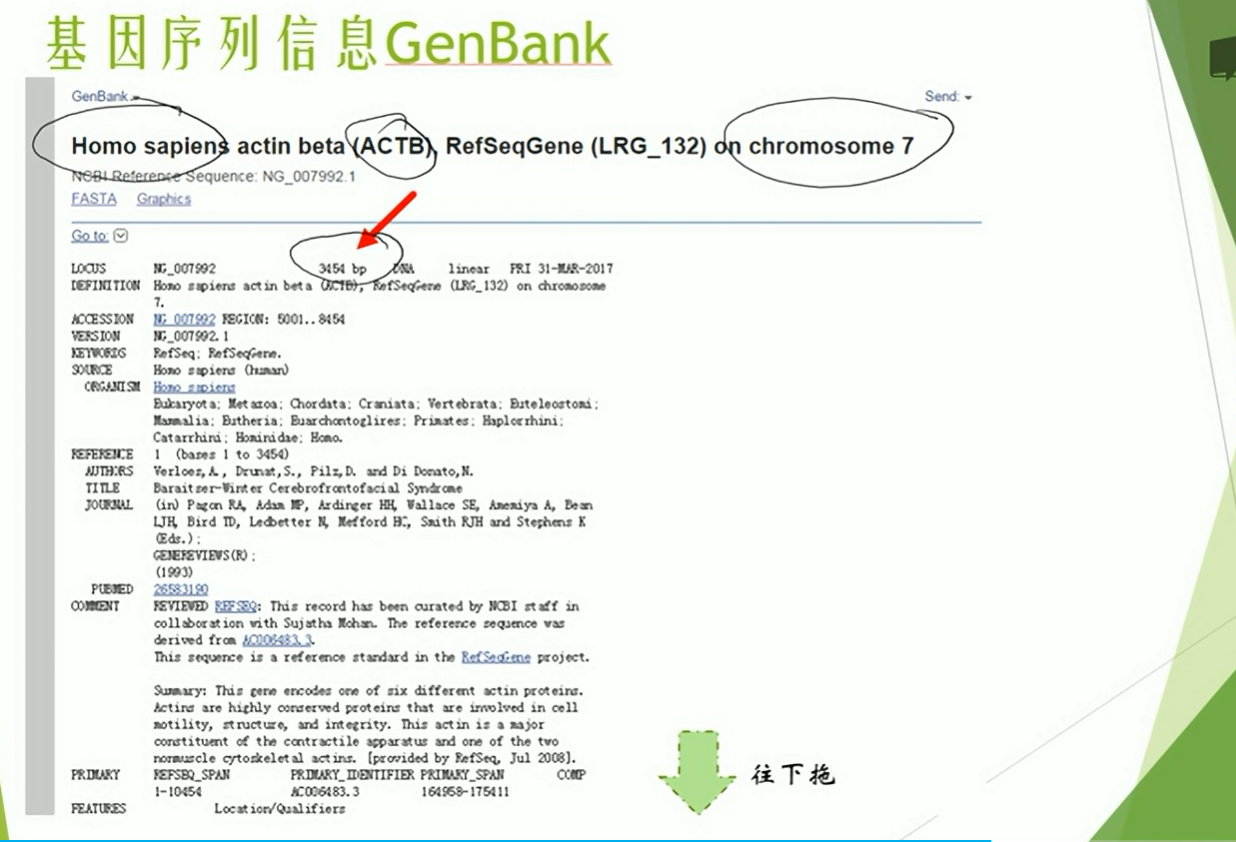 基因序列信息GenBank
GenBank
Send:
Homo sapiens actin beta (ACTB), RefSeqGene (LRG_132) on chromosome 7
NCBI Reference Sequence: NG_007992.1
FASTA Graphics
Go to:
LOCUS NG_007992 3454 bp DNA linear PRI 31-MAR-2017
DEFINITION Homo sapiens actin beta (ACTB), RefSeqGene (LRG_132) on chromosome
7.
ACCESSION NG_007992 REGION: 5001..8454
VERSION NG_007992.1
KEYWORDS RefSeq; RefSeqGene.
SOURCE Homo sapiens (human)
ORGANISM Homo sapiens
Eukaryota; Metazoa; Chordata; Craniata; Vertebrata; Euteleostomi;
Mammalia; Eutheria; Euarchontoglires; Primates; Haplorrhini;
Catarrhini; Hominidae; Homo.
REFERENCE 1 (bases 1 to 3454)
AUTHORS Verloes,A., Drunat,S., Pilz,D. and Di Donato,N.
TITLE Baraitser-Winter Cerebrofrontofacial Syndrome
JOURNAL (in) Pagon RA, Adam MP, Ardinger HH, Wallace SE, Amemiya A, Bean
LJH, Bird TD, Ledbetter N, Mefford HC, Smith RJH and Stephens K
(Eds.);
GENEREVIEWS(R);
(1993)
PUBMED 26583190
COMMENT REVIEWED REFSEQ: This record has been curated by NCBI staff in
collaboration with Sujatha Mohan. The reference sequence was
derived from AC006483.3.
This sequence is a reference standard in the RefSeqGene project.
Summary: This gene encodes one of six different actin proteins.
Actins are highly conserved proteins that are involved in cell
motility, structure, and integrity. This actin is a major
constituent of the contractile apparatus and one of the two
nonmuscle cytoskeletal actins. [provided by RefSeq, Jul 2008].
PRIMARY REFSEQ_SPAN PRIMARY_IDENTIFIER PRIMARY_SPAN COMP
1-10454 AC006483.3 164958-175411
FEATURES Location/Qualifiers
往下拖